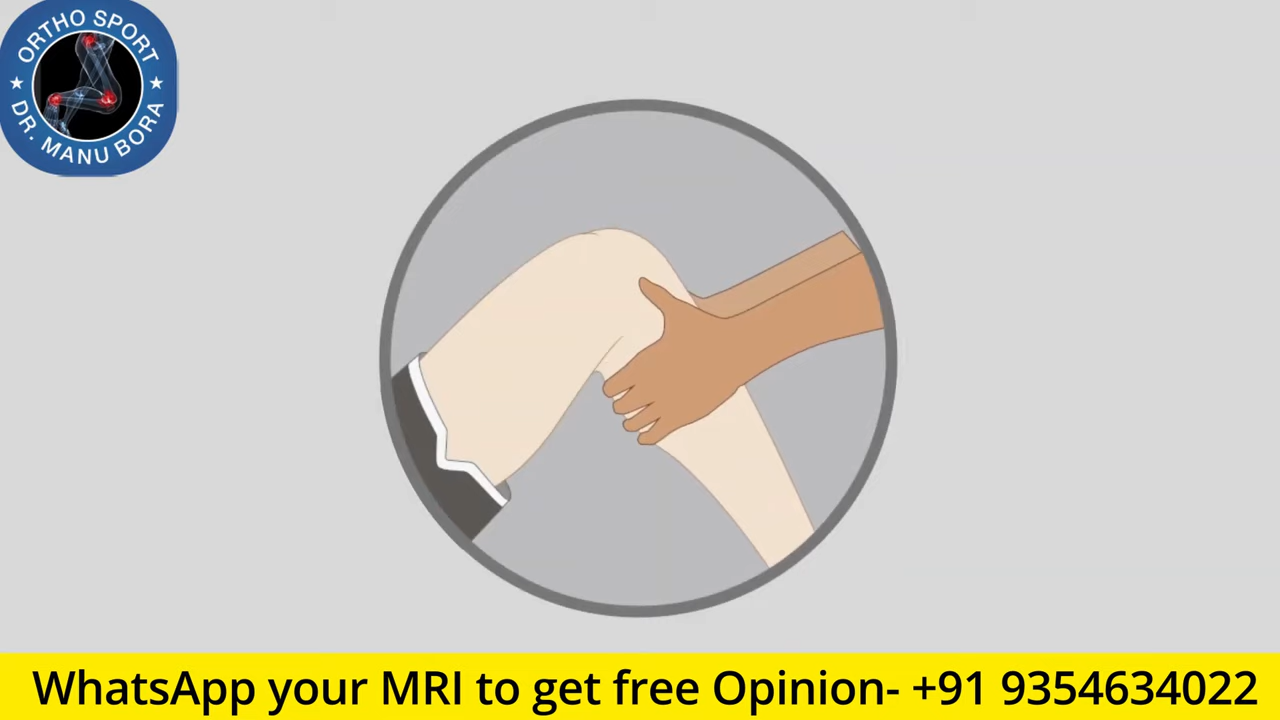 ORTHO SPORT
★ DR. MANU BORA ★
WhatsApp your MRI to get free Opinion- +91 9354634022